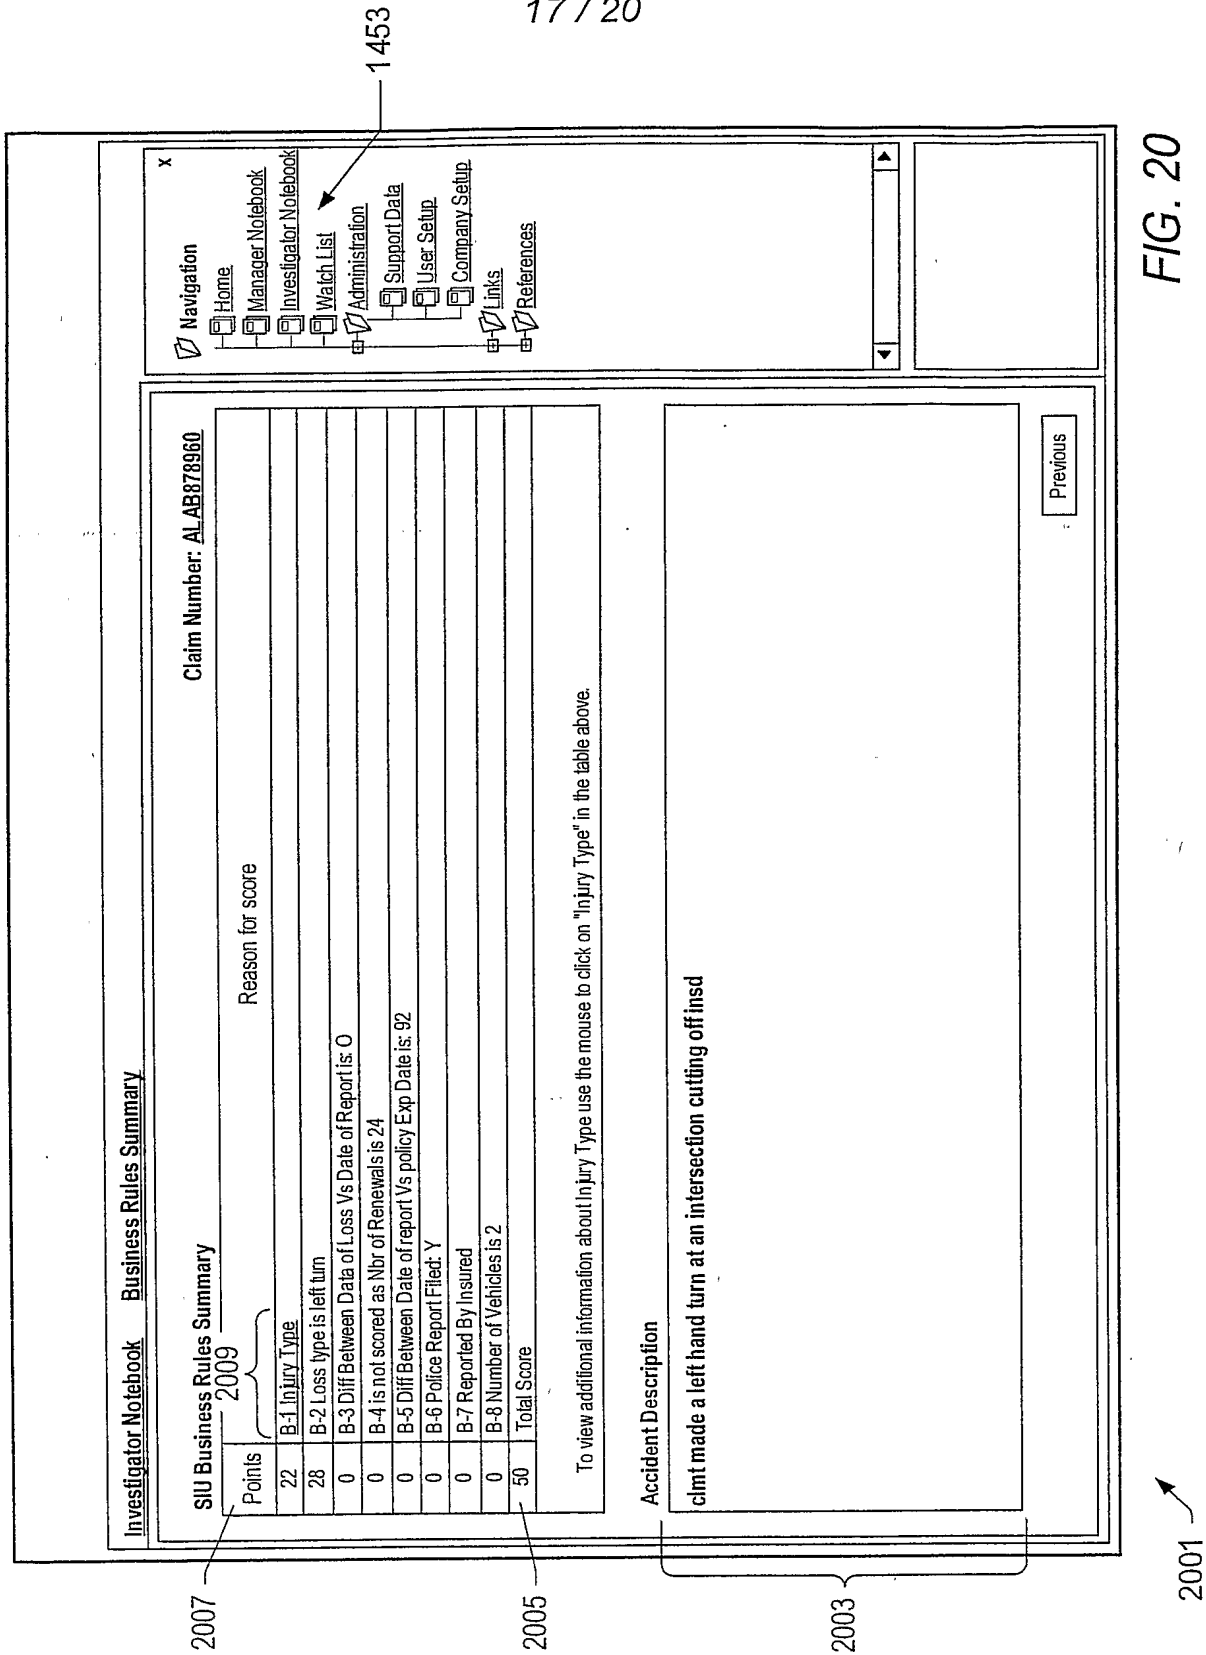 17 / 20
Investigator Notebook Business Rules Summary
SIU Business Rules Summary
Claim Number: ALAB878960
2009
Points Reason for score
22 B-1 Injury Type
28 B-2 Loss type is left turn
0 B-3 Diff Between Data of Loss Vs Date of Report is: O
0 B-4 is not scored as Nbr of Renewals is 24
0 B-5 Diff Between Date of report Vs policy Exp Date is: 92
0 B-6 Police Report Filed: Y
0 B-7 Reported By Insured
0 B-8 Number of Vehicles is 2
50 Total Score
To view additional information about Injury Type use the mouse to click on "Injury Type" in the table above.
Accident Description
clmt made a left hand turn at an intersection cutting off insd
Previous
Navigation
X
Home
Manager Notebook
Investigator Notebook
Watch List
Administration
Support Data
User Setup
Company Setup
Links
References
1453
2007
2005
2003
2001
FIG. 20